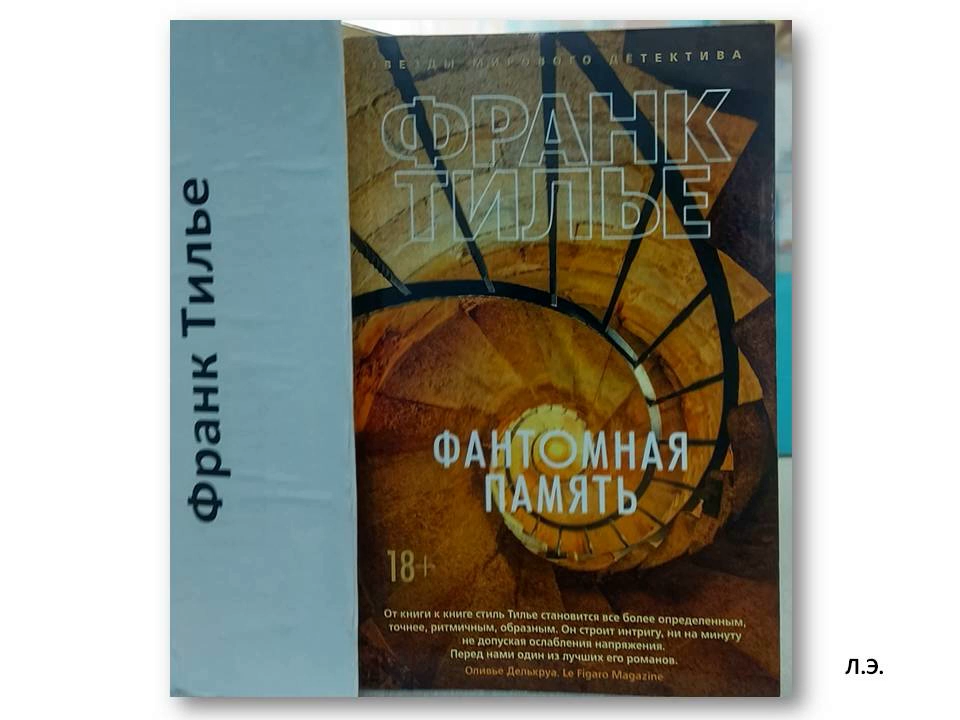 Франк Тилье
ЗВЕЗДЫ МИРОВОГО ДЕТЕКТИВА
ФРАНК
ТИЛЬЕ
ФАНТОМНАЯ
ПАМЯТЬ
18+
От книги к книге стиль Тилье становится все более определенным,
точнее, ритмичным, образным. Он строит интригу, ни на минуту
не допуская ослабления напряжения.
Перед нами один из лучших его романов.
Оливье Делькруа. Le Figaro Magazine
Л.Э.